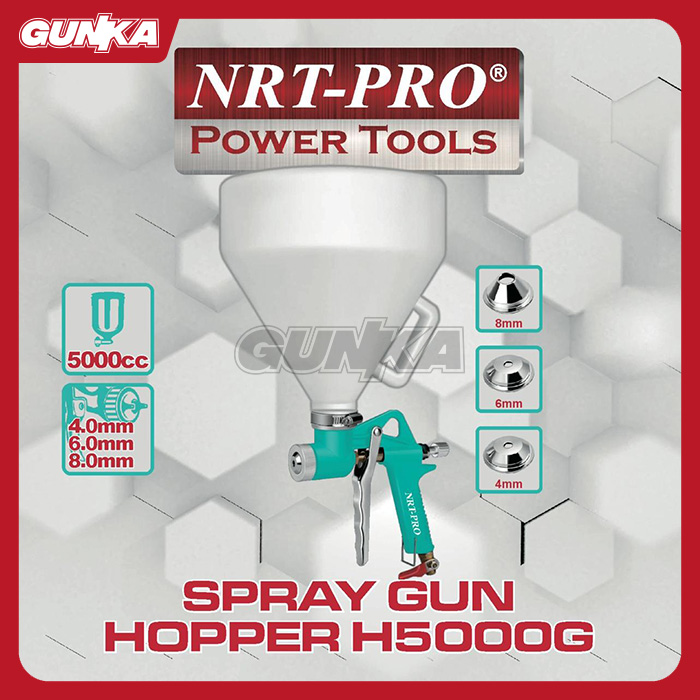 GUNKA
NRT-PRO®
POWER TOOLS
5000cc
4.0mm
6.0mm
8.0mm
8mm
6mm
4mm
GUNKA
NRT-PRO
SPRAY GUN
HOPPER H5000G